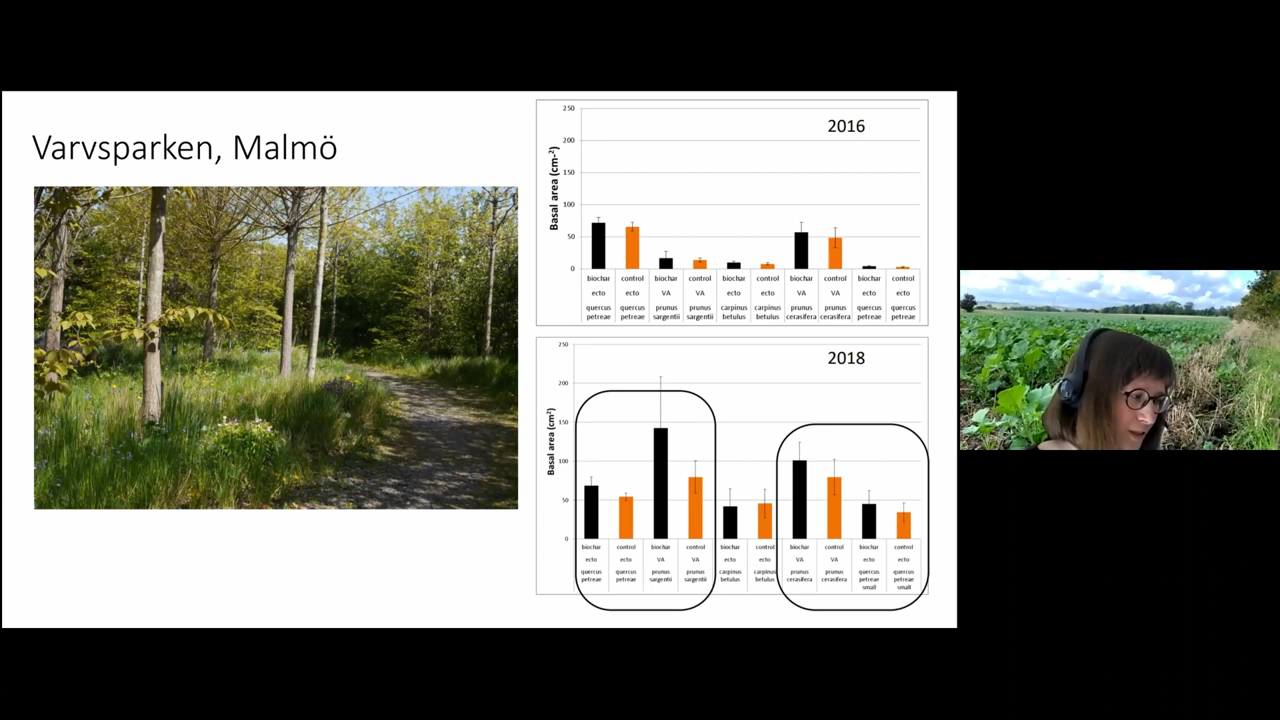 Varvsparken, Malmö
2016
Basal area (cm-²)
250
200
150
100
50
0
biochar control biochar control biochar control biochar control biochar control
ecto ecto VA VA ecto ecto VA VA ecto ecto
quercus quercus prunus prunus carpinus carpinus prunus prunus quercus quercus
petreae petreae sargentii sargentii betulus betulus cerasifera cerasifera petreae petreae
2018
Basal area (cm²)
250
200
150
100
50
0
biochar control biochar control biochar control biochar control biochar control
ecto ecto VA VA ecto ecto VA VA ecto ecto
quercus quercus prunus prunus carpinus carpinus prunus prunus quercus quercus
petreae petreae sargentii sargentii betulus betulus cerasifera cerasifera petreae petreae
small small